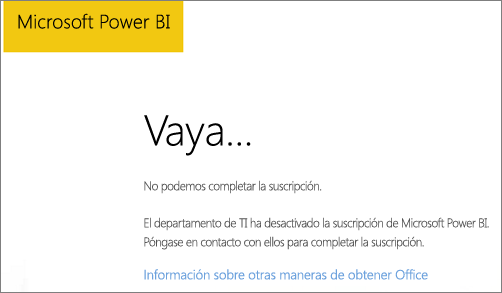 Microsoft Power BI
Vaya...
No podemos completar la suscripción.
El departamento de TI ha desactivado la suscripción de Microsoft Power BI.
Póngase en contacto con ellos para completar la suscripción.
Información sobre otras maneras de obtener Office